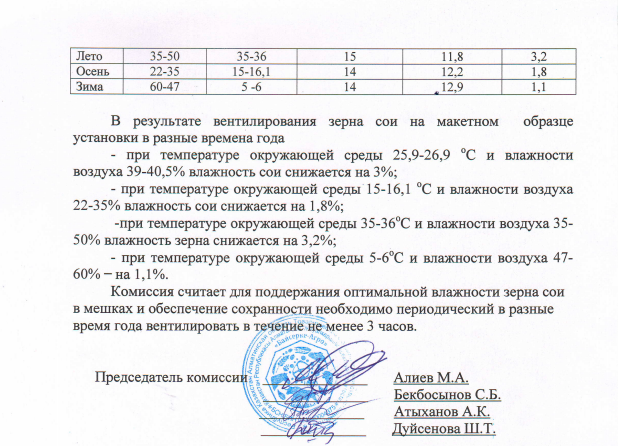 Лето 35-50 35-36 15 11,8 3,2
Осень 22-35 15-16,1 14 12,2 1,8
Зима 60-47 5 -6 14 12,9 1,1
В результате вентилирования зерна сои на макетном образце
установки в разные времена года
- при температуре окружающей среды 25,9-26,9 °С и влажности
воздуха 39-40,5% влажность сои снижается на 3%;
- при температуре окружающей среды 15-16,1 °С и влажности воздуха
22-35% влажность сои снижается на 1,8%;
-при температуре окружающей среды 35-36°С и влажности воздуха 35-
50% влажность зерна снижается на 3,2%;
- при температуре окружающей среды 5-6°С и влажности воздуха 47-
60% – на 1,1%.
Комиссия считает для поддержания оптимальной влажности зерна сои
в мешках и обеспечение сохранности необходимо периодический в разные
время года вентилировать в течение не менее 3 часов.
«Байсерке-Агро»
Председатель комиссии Алиев М.А.
Бекбосынов С.Б.
Атыханов А.К.
Дуйсенова Ш.Т.